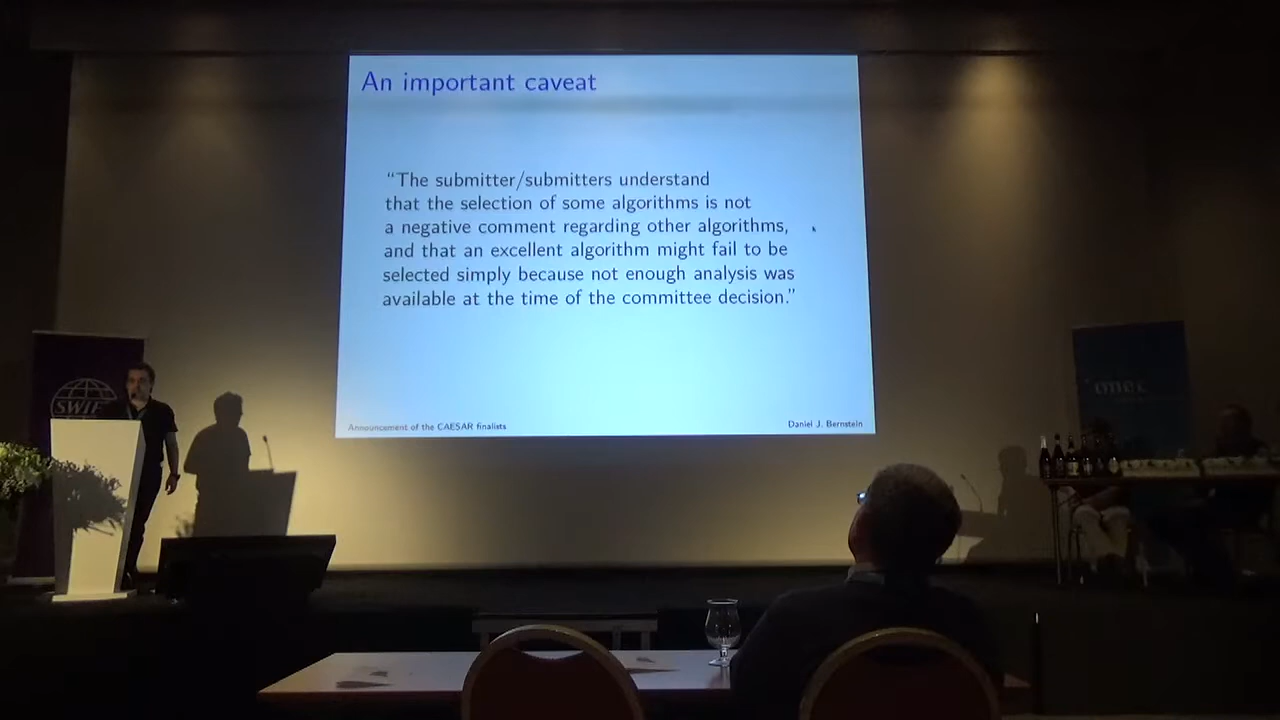 An important caveat
“The submitter/submitters understand
that the selection of some algorithms is not
a negative comment regarding other algorithms,
and that an excellent algorithm might fail to be
selected simply because not enough analysis was
available at the time of the committee decision.”
Announcement of the CAESAR finalists
Daniel J. Bernstein